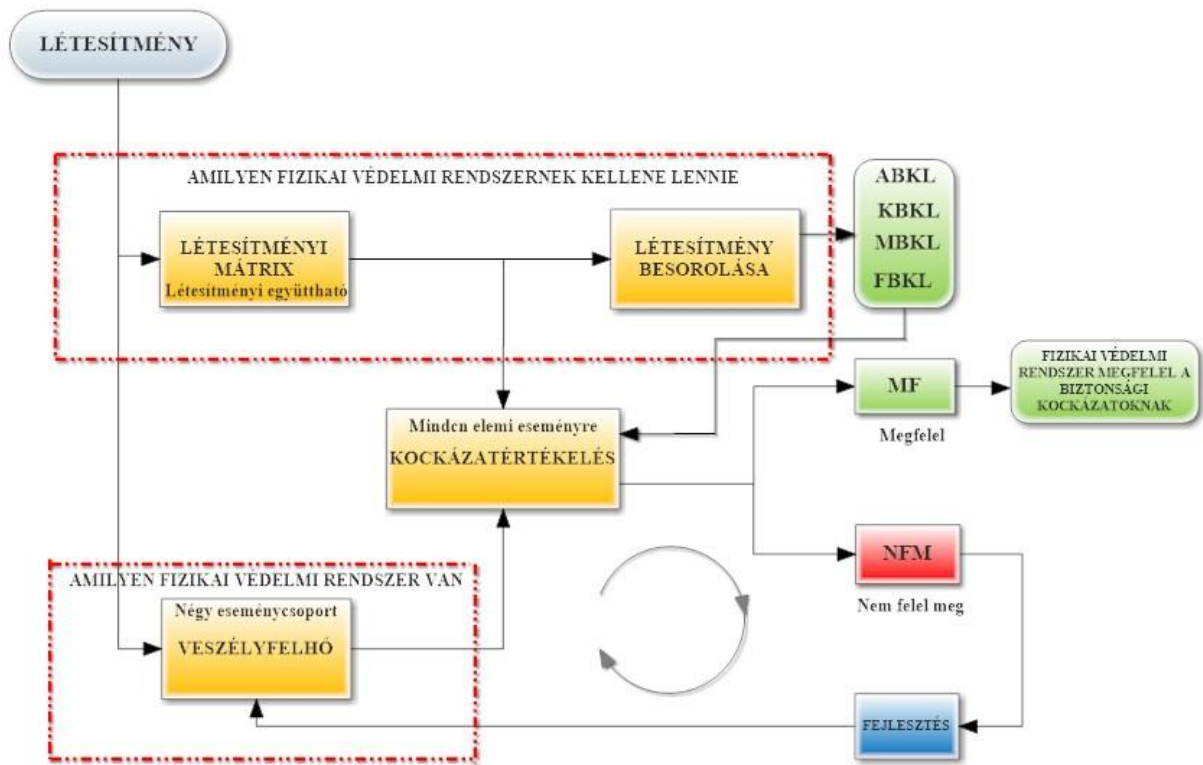 LÉTESÍTMÉNY
AMILYEN FIZIKAI VÉDELMI RENDSZERNEK KELLENE LENNIE
LÉTESÍTMÉNYI
MÁTRIX
Létesítményi együttható
LÉTESÍTMÉNY
BESOROLÁSA
ABKL
KBKL
MBKL
FBKL
Minden elemi eseményre
KOCKÁZATÉRTÉKELÉS
MF
Megfelel
FIZIKAI VÉDELMI
RENDSZER MEGFELEL A
BIZTONSÁGI
KOCKÁZATOKNAK
NFM
Nem felel meg
AMILYEN FIZIKAI VÉDELMI RENDSZER VAN
Négy eseménycsoport
VESZÉLYFELHŐ
FEJLESZTÉS